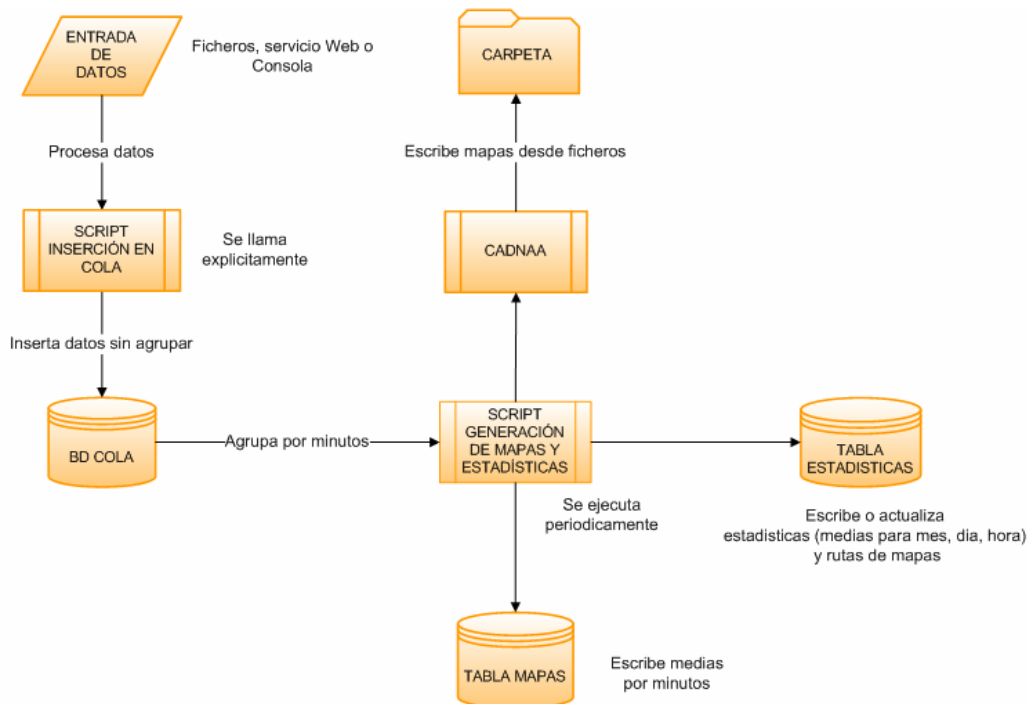 ENTRADA
DE
DATOS
Ficheros, servicio Web o
Consola
CARPETA
Procesa datos
Escribe mapas desde ficheros
SCRIPT
INSERCIÓN EN
COLA
Se llama
explicitamente
CADNAA
Inserta datos sin agrupar
BD COLA
Agrupa por minutos
SCRIPT
GENERACIÓN
DE MAPAS Y
ESTADÍSTICAS
TABLA
ESTADISTICAS
Se ejecuta
periodicamente
Escribe o actualiza
estadisticas (medias para mes, dia, hora)
y rutas de mapas
TABLA MAPAS
Escribe medias
por minutos